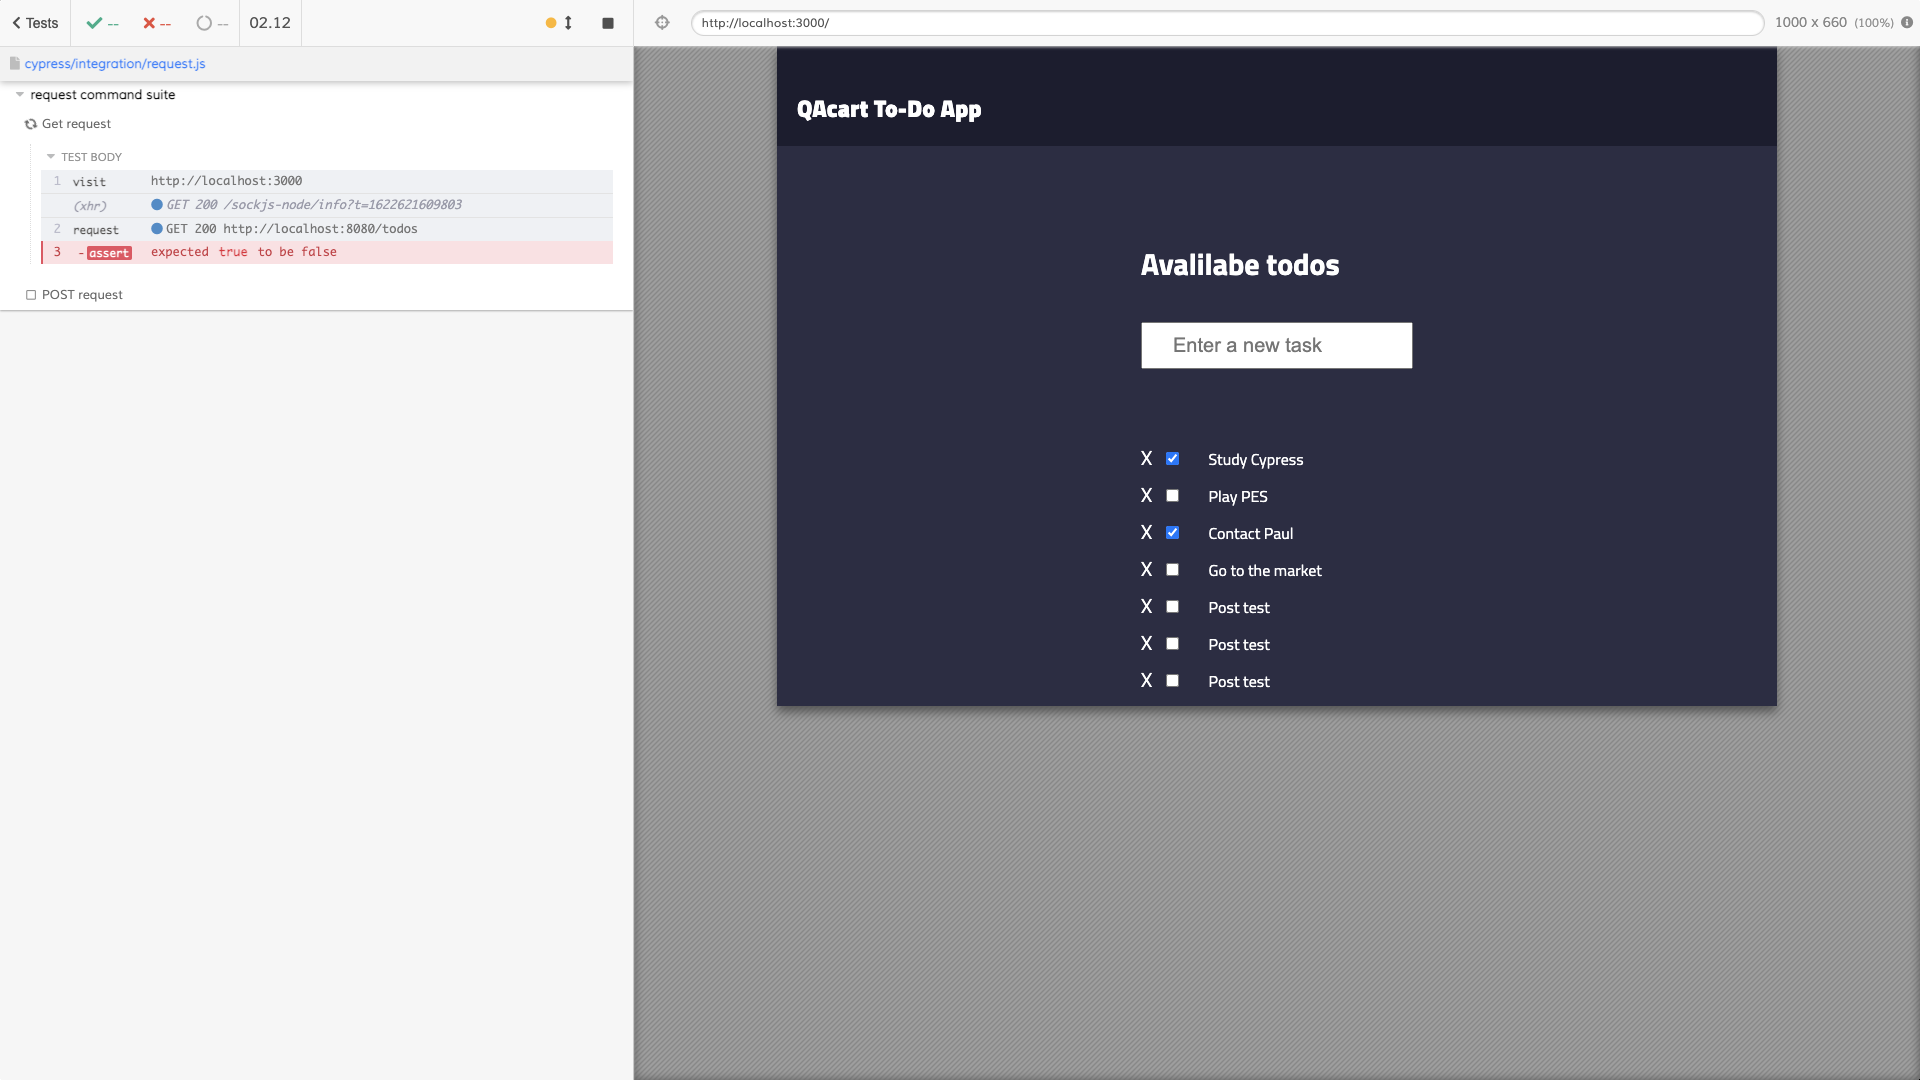 Tests
--
--
--
02.12
http://localhost:3000/
1000 x 660 (100%)
cypress/integration/request.js
request command suite
Get request
TEST BODY
1 visit http://localhost:3000
(xhr) GET 200 /sockjs-node/info?t=1622621609803
2 request GET 200 http://localhost:8080/todos
3 -assert expected true to be false
POST request
QAcart To-Do App
Avalilabe todos
Enter a new task
X Study Cypress
X Play PES
X Contact Paul
X Go to the market
X Post test
X Post test
X Post test